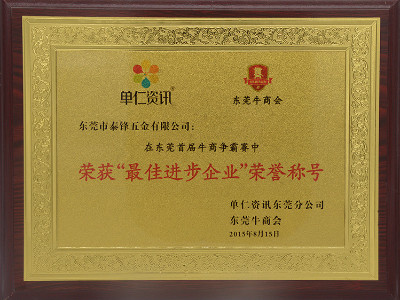 单仁资讯
东莞牛商会
东莞市泰锋五金有限公司：
在东莞首届牛商争霸赛中
荣获“最佳进步企业”荣誉称号
单仁资讯东莞分公司
东莞牛商会
2015年8月15日